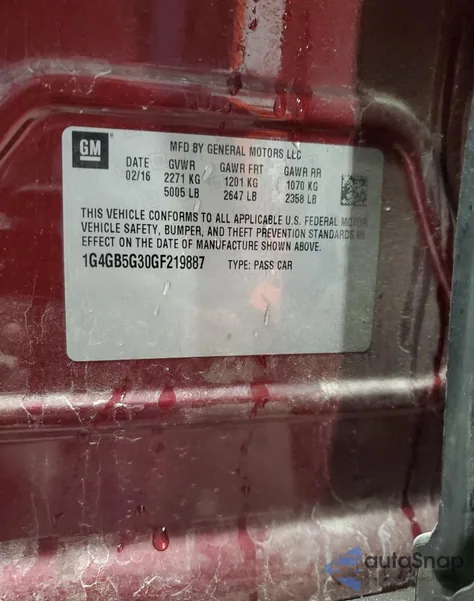 GM
MFD BY GENERAL MOTORS LLC
DATE GVWR GAWR FRT GAWR RR
02/16 2271 KG 1201 KG 1070 KG
5005 LB 2647 LB 2358 LB
THIS VEHICLE CONFORMS TO ALL APPLICABLE U.S. FEDERAL MOTOR
VEHICLE SAFETY, BUMPER, AND THEFT PREVENTION STANDARDS IN
EFFECT ON THE DATE OF MANUFACTURE SHOWN ABOVE.
1G4GB5G30GF219887 TYPE: PASS CAR
autoSnap